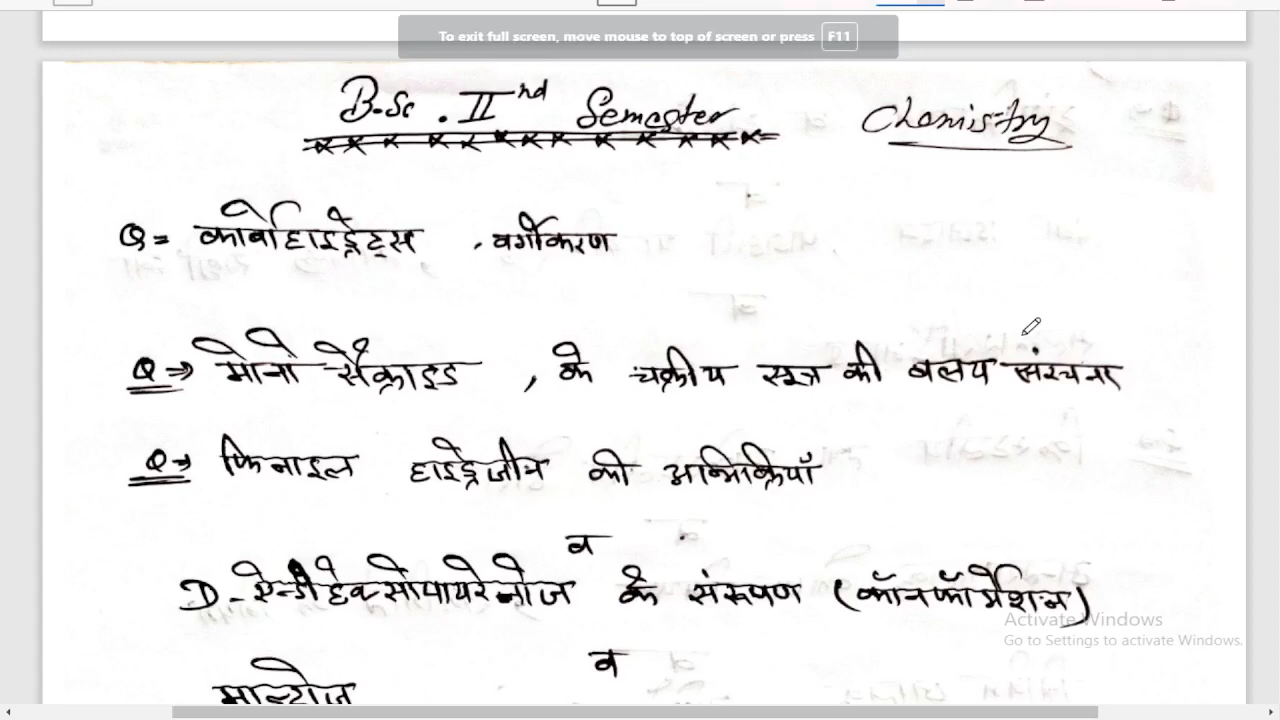 To exit full screen, move mouse to top of screen or press F11
B.Sc. IInd Semester Chemistry
Q= कार्बोहाइड्रेट्स, वर्गीकरण
Q⇒ मोनो सैक्राइड, के चक्रीय सूत्र की बलय संरचना
Q⇒ फिनाइल हाइड्रेजीन की अभिक्रियाँ
व
D-ऐल्डोहेक्सोपायरेनोज के संरूपण (कॉनफॉर्मेशन)
Activate Windows
Go to Settings to activate Windows.
व
माल्टोज